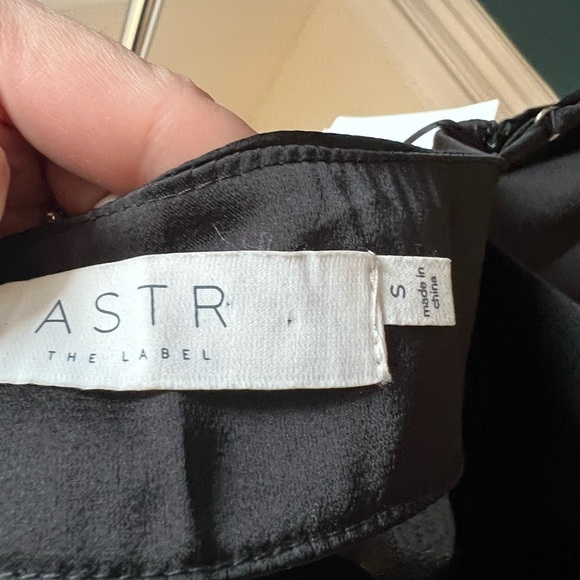 ASTR
THE LABEL
S
made in
china